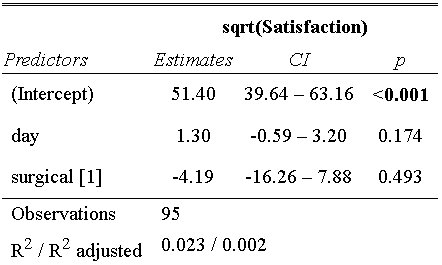 sqrt(Satisfaction)
Predictors Estimates CI p
(Intercept) 51.40 39.64 – 63.16 <0.001
day 1.30 -0.59 – 3.20 0.174
surgical [1] -4.19 -16.26 – 7.88 0.493
Observations 95
R² / R² adjusted 0.023 / 0.002